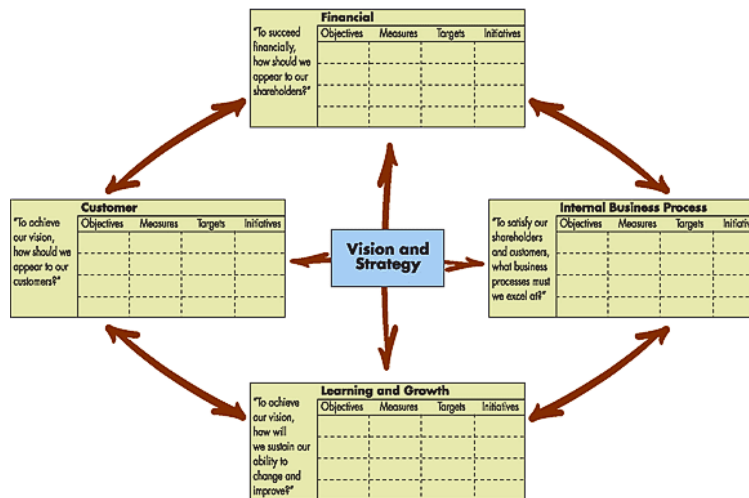 Financial
"To succeed
financially,
how should we
appear to our
shareholders?"
Objectives Measures Targets Initiatives
Customer
"To achieve
our vision,
how should we
appear to our
customers?"
Objectives Measures Targets Initiatives
Vision and
Strategy
Internal Business Process
"To satisfy our
shareholders
and customers,
what business
processes must
we excel at?"
Objectives Measures Targets
Learning and Growth
"To achieve
our vision,
how will
we sustain our
ability to
change and
improve?"
Objectives Measures Targets Initiatives